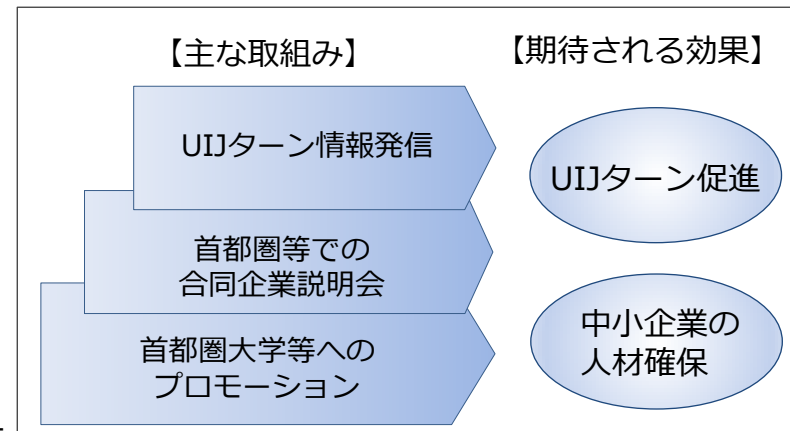 【主な取組み】
【期待される効果】
UIJターン情報発信
首都圏等での
合同企業説明会
首都圏大学等への
プロモーション
UIJターン促進
中小企業の
人材確保